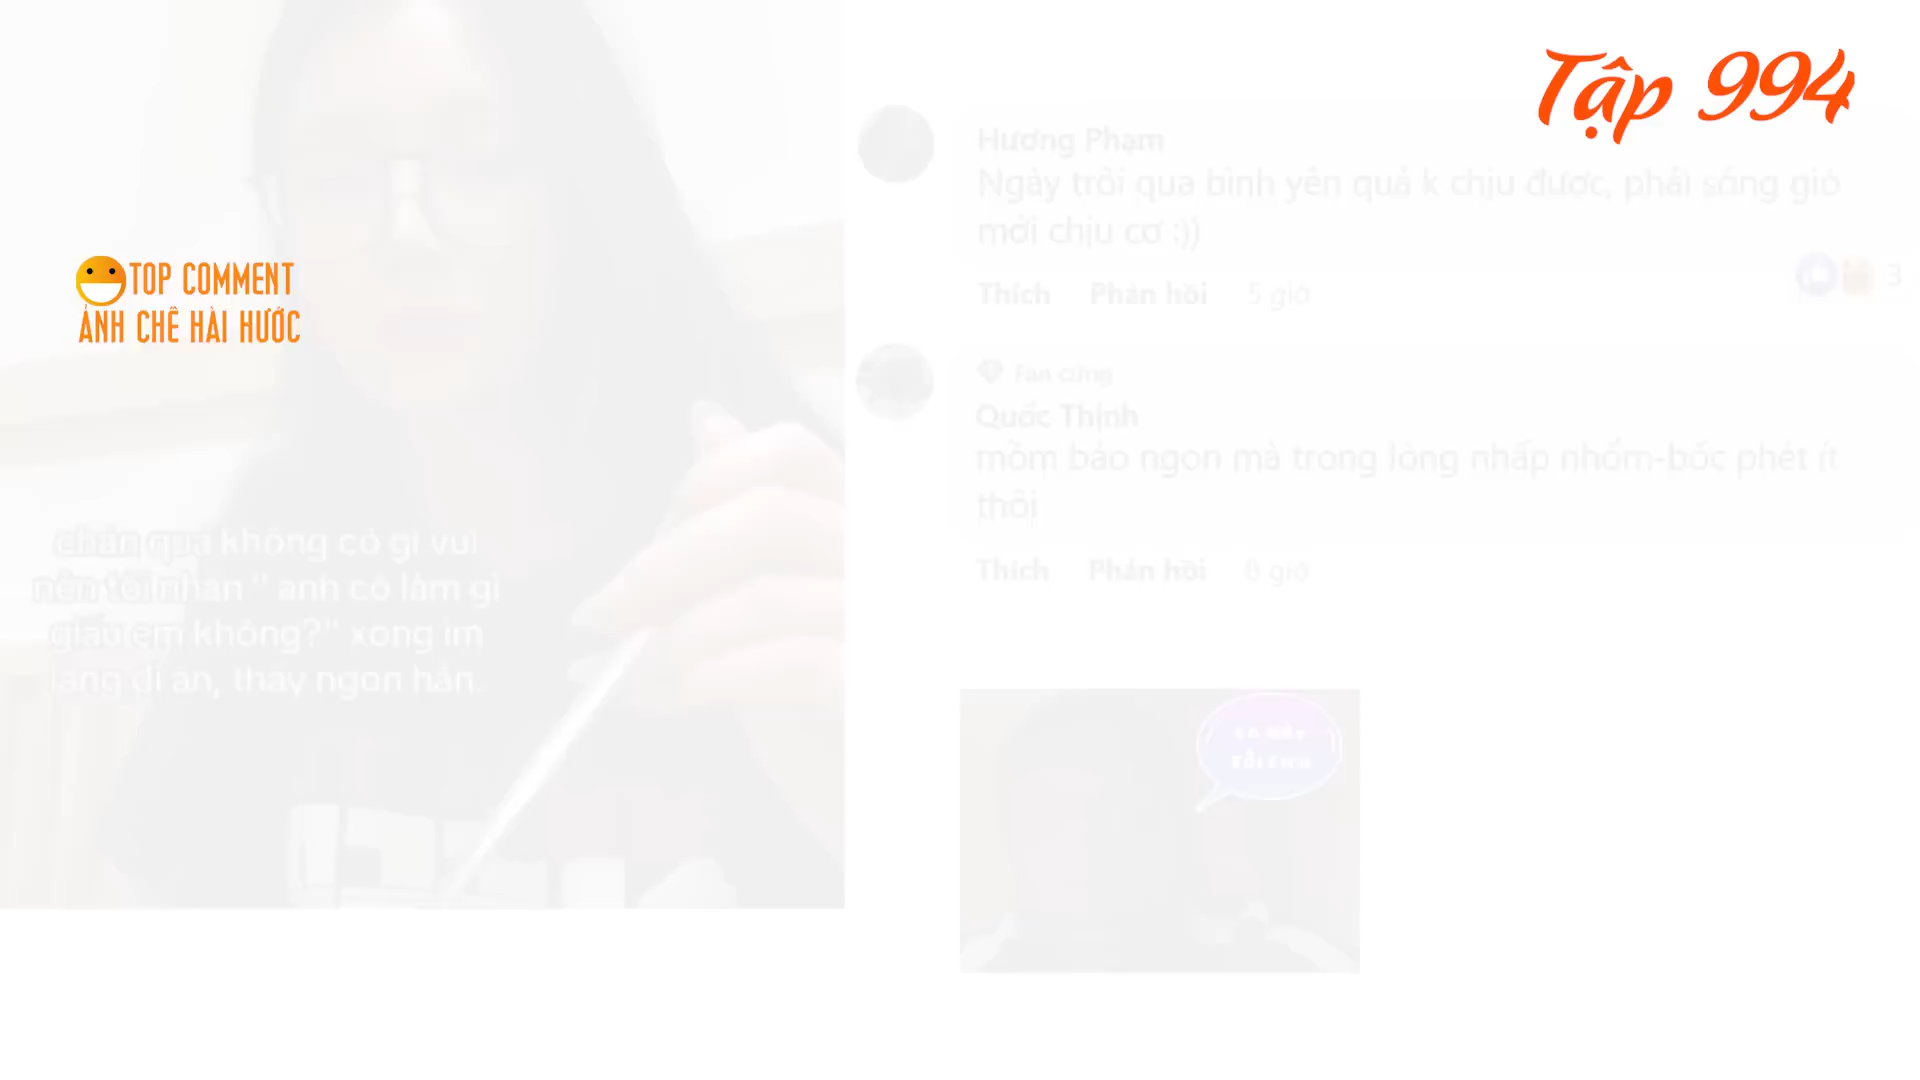 Tập 994
TOP COMMENT
ẢNH CHẾ HÀI HƯỚC
Hương Phạm
Ngày trôi qua bình yên quá k chịu được, phải sóng gió
mới chịu cơ :))
Thích Phản hồi 5 giờ
3
Fan cứng
Quốc Thịnh
mồm bảo ngon mà trong lòng nhấp nhổm-bốc phét ít
thôi
Thích Phản hồi 8 giờ
chán quá không có gì vui
nên tôi nhắn " anh có làm gì
giấu em không?" xong im
lặng đi ăn, thấy ngon hẳn.